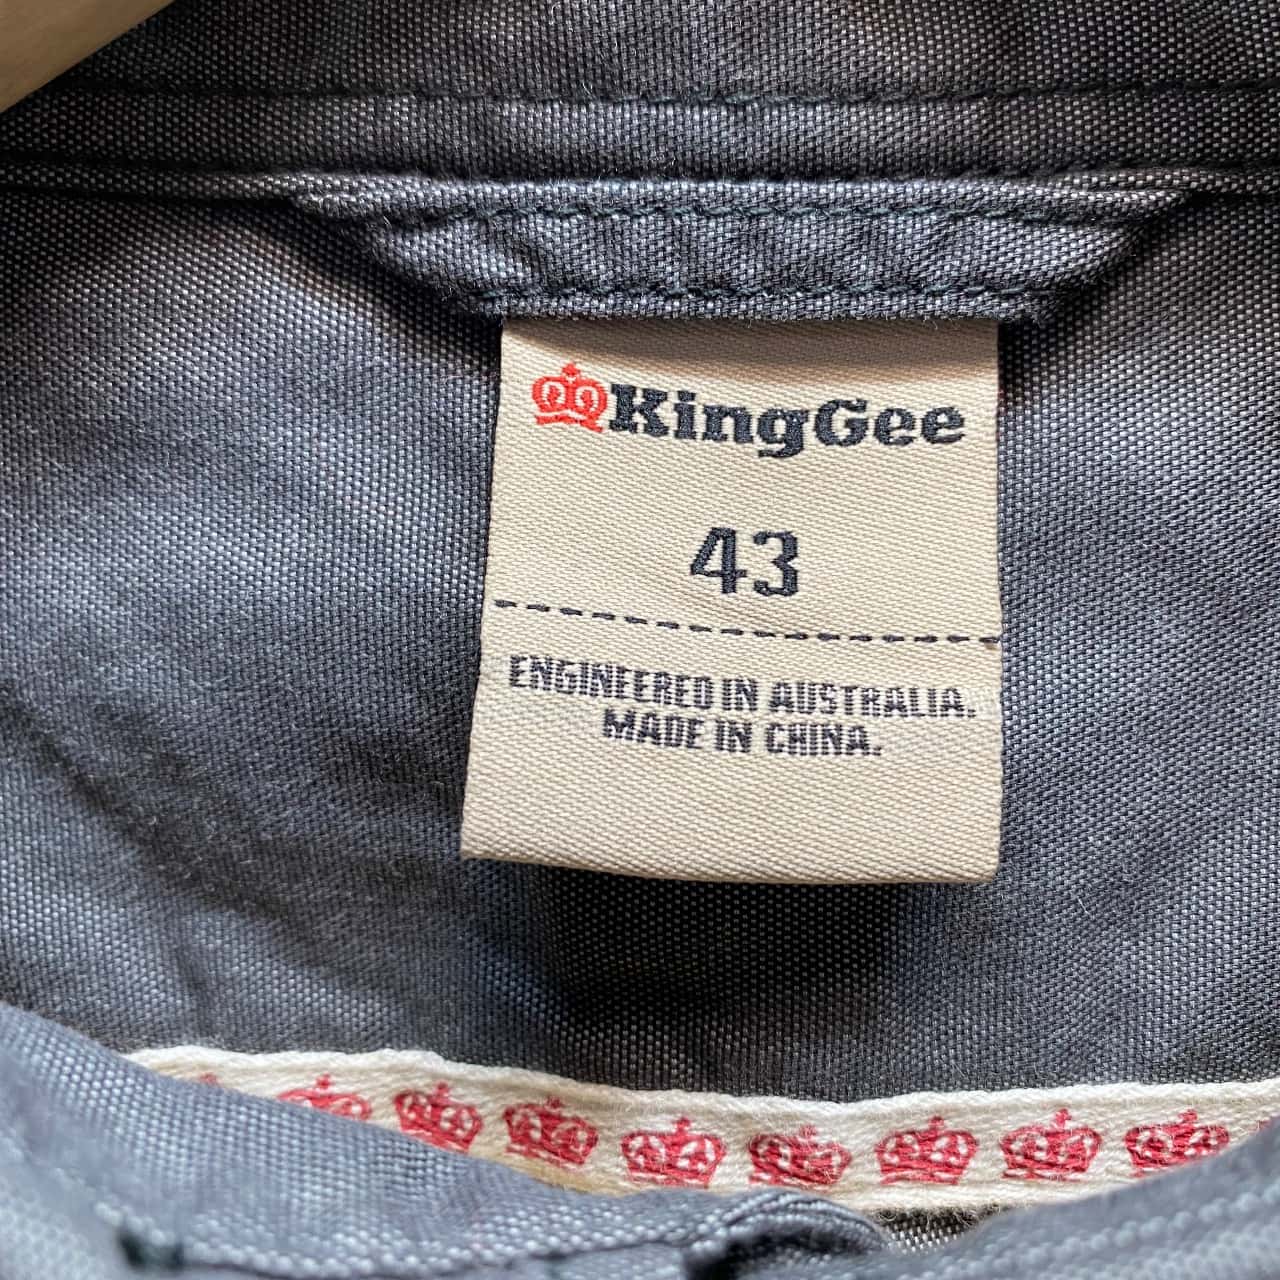 KingGee
43
ENGINEERED IN AUSTRALIA.
MADE IN CHINA.